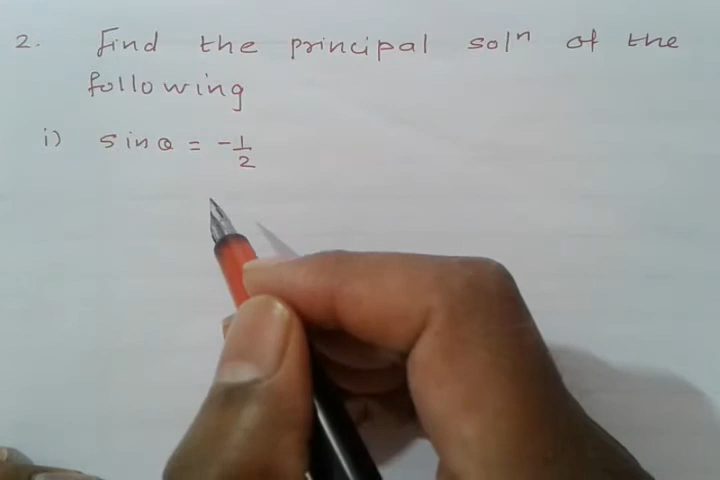 2. Find the principal solⁿ of the
following
i) sin θ = -1/2